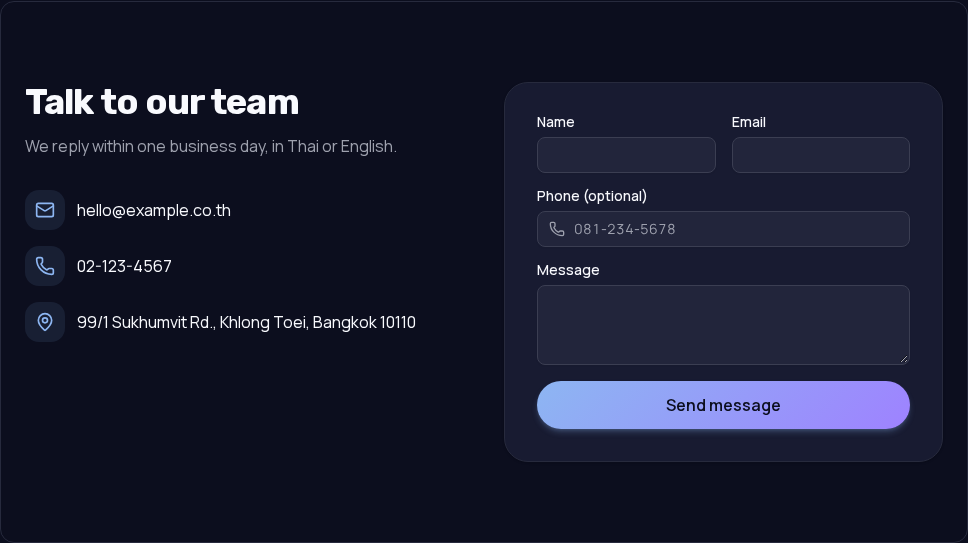 Talk to our team
We reply within one business day, in Thai or English.
hello@example.co.th
02-123-4567
99/1 Sukhumvit Rd., Khlong Toei, Bangkok 10110
Name
Email
Phone (optional)
081-234-5678
Message
Send message